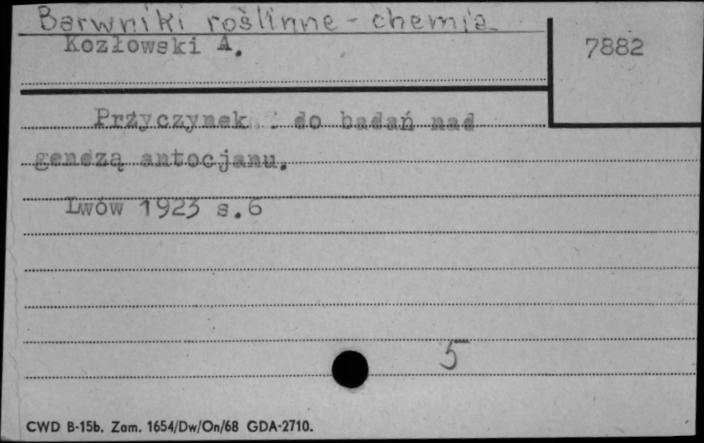 Barwniki roślinne - chemia
Kozłowski A.
7882
Przyczynek do badań nad
genezą antocjanu.
Lwów 1923 s.6
5
CWD B-15b. Zam. 1654/Dw/On/68 GDA-2710.